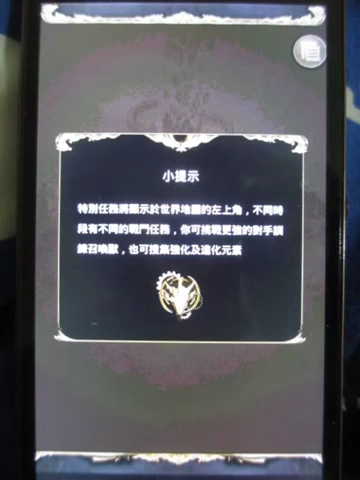 小提示
特別任務將顯示於世界地圖的左上角，不同時
段有不同的戰鬥任務，你可挑戰更強的對手訓
練召喚獸，也可搜集強化及進化元素